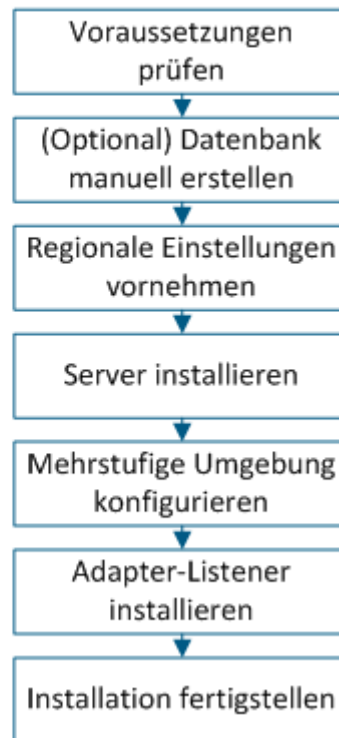 Voraussetzungen
prüfen
(Optional) Datenbank
manuell erstellen
Regionale Einstellungen
vornehmen
Server installieren
Mehrstufige Umgebung
konfigurieren
Adapter-Listener
installieren
Installation fertigstellen